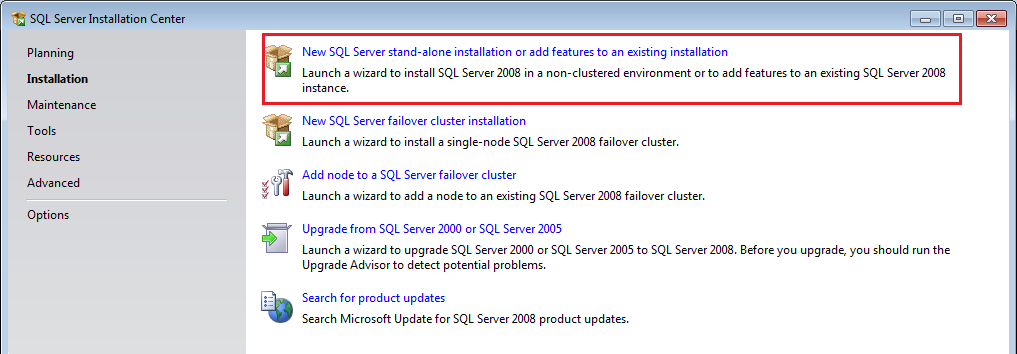 SQL Server Installation Center
Planning
Installation
Maintenance
Tools
Resources
Advanced
Options
New SQL Server stand-alone installation or add features to an existing installation
Launch a wizard to install SQL Server 2008 in a non-clustered environment or to add features to an existing SQL Server 2008
instance.
New SQL Server failover cluster installation
Launch a wizard to install a single-node SQL Server 2008 failover cluster.
Add node to a SQL Server failover cluster
Launch a wizard to add a node to an existing SQL Server 2008 failover cluster.
Upgrade from SQL Server 2000 or SQL Server 2005
Launch a wizard to upgrade SQL Server 2000 or SQL Server 2005 to SQL Server 2008. Before you upgrade, you should run the
Upgrade Advisor to detect potential problems.
Search for product updates
Search Microsoft Update for SQL Server 2008 product updates.